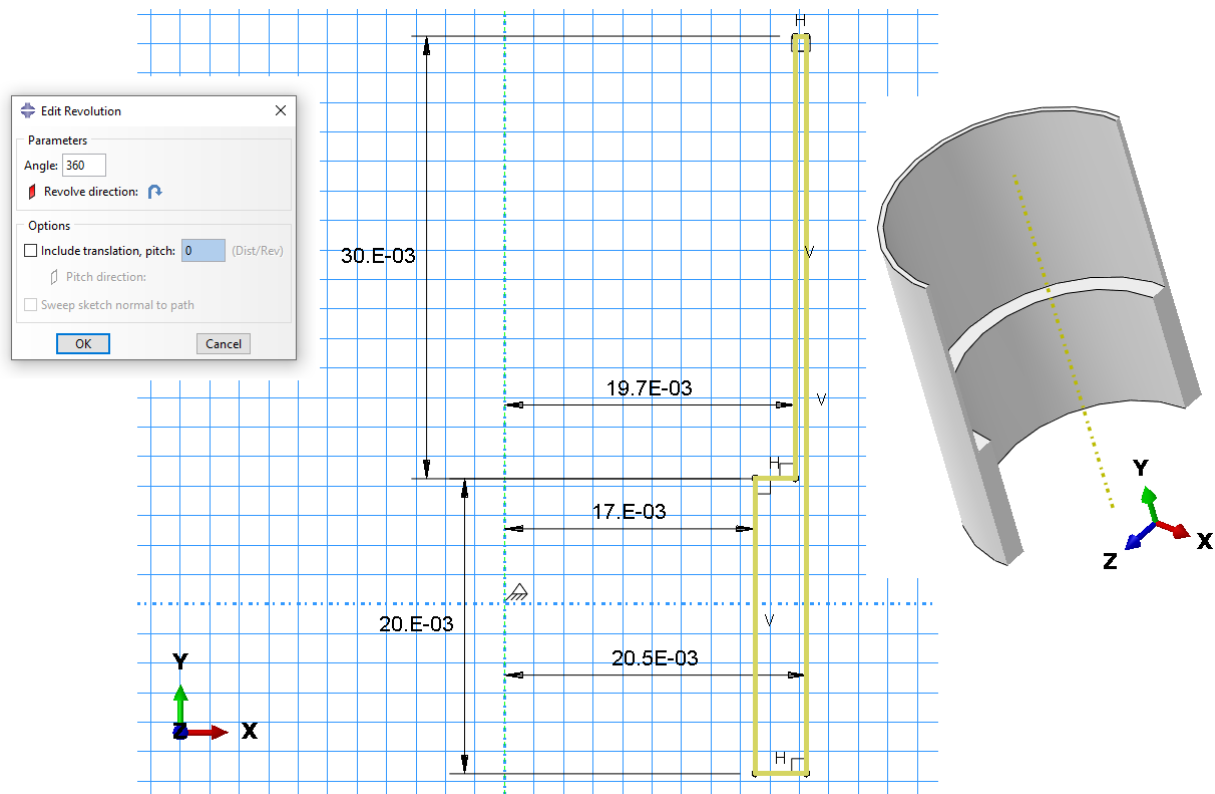 Edit Revolution
Parameters
Angle: 360
Revolve direction:
Options
Include translation, pitch: 0 (Dist/Rev)
Pitch direction:
Sweep sketch normal to path
OK Cancel
H
30.E-03
V
19.7E-03
V
H
17.E-03
20.E-03
V
20.5E-03
H
Y
X
Z
Y
X
Z